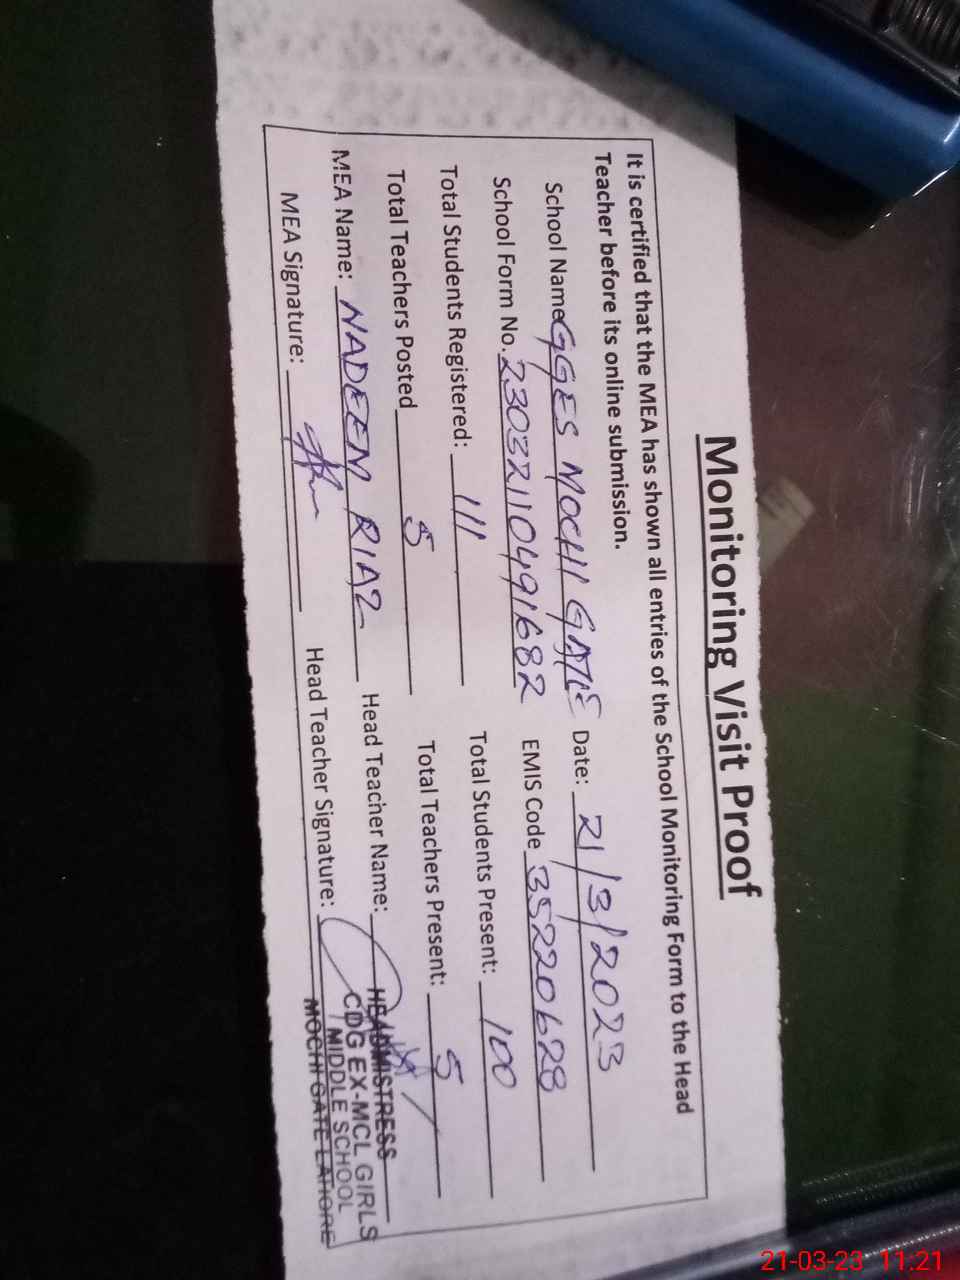 Monitoring Visit Proof
It is certified that the MEA has shown all entries of the School Monitoring Form to the Head
Teacher before its online submission.
School Name GGES MOCHI GATE Date: 21/3/2023
School Form No. 23032110491682 EMIS Code 35220628
Total Students Registered: 111 Total Students Present: 100
Total Teachers Posted 5 Total Teachers Present: 5
MEA Name: NADEEM RIAZ Head Teacher Name:
MEA Signature: Head Teacher Signature:
HEADMISTRESS
CDG EX-MCL GIRLS
MIDDLE SCHOOL
MOCHI GATE LAHORE
21-03-23 11:21